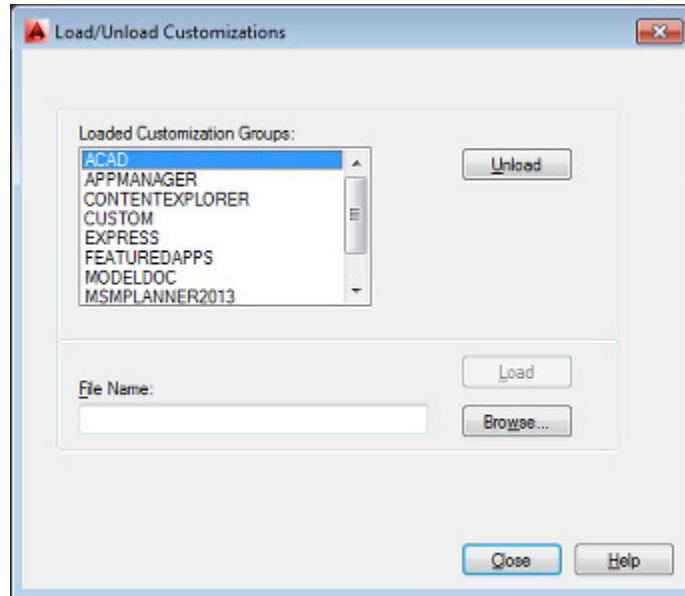 Load/Unload Customizations
Loaded Customization Groups:
ACAD
APPMANAGER
CONTENTEXPLORER
CUSTOM
EXPRESS
FEATUREDAPPS
MODELDOC
MSMPLANNER2013
Unload
Load
File Name:
Browse...
Close Help